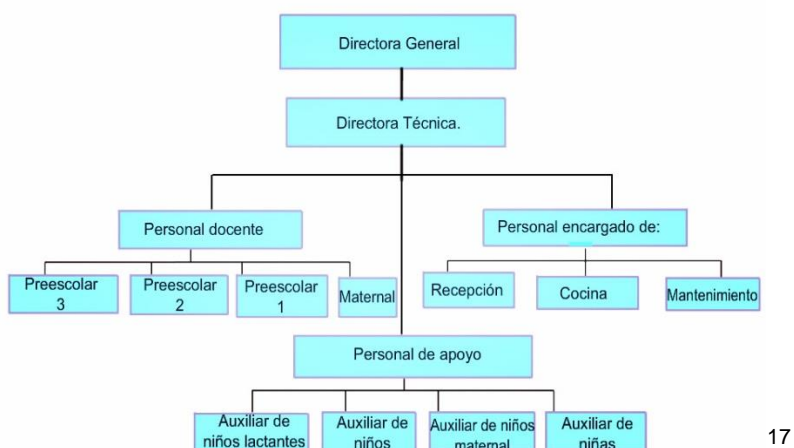 Directora General
Directora Técnica.
Personal docente
Personal encargado de:
Preescolar
3
Preescolar
2
Preescolar
1
Maternal
Recepción
Cocina
Mantenimiento
Personal de apoyo
Auxiliar de
niños lactantes
Auxiliar de
niños
Auxiliar de niños
maternal
Auxiliar de
niñas
17